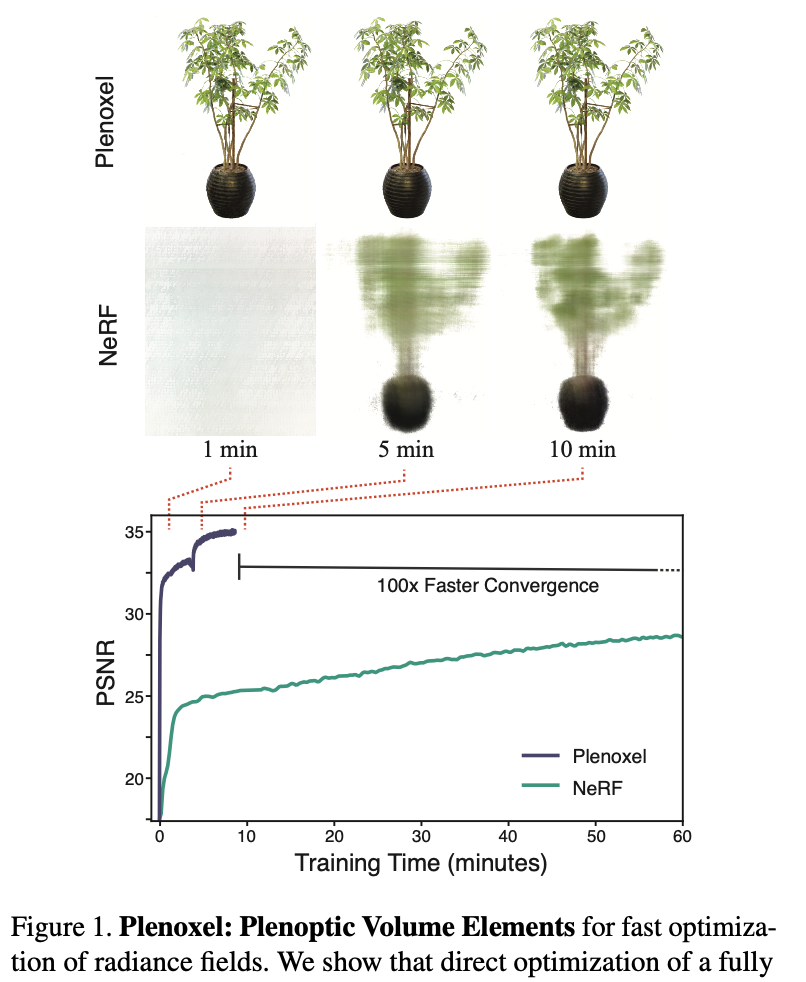 Plenoxel
NeRF
1 min
5 min
10 min
35
30
25
20
PSNR
100x Faster Convergence
Plenoxel
NeRF
0
10
20
30
40
50
60
Training Time (minutes)
Figure 1. Plenoxel: Plenoptic Volume Elements for fast optimiza-
tion of radiance fields. We show that direct optimization of a fully